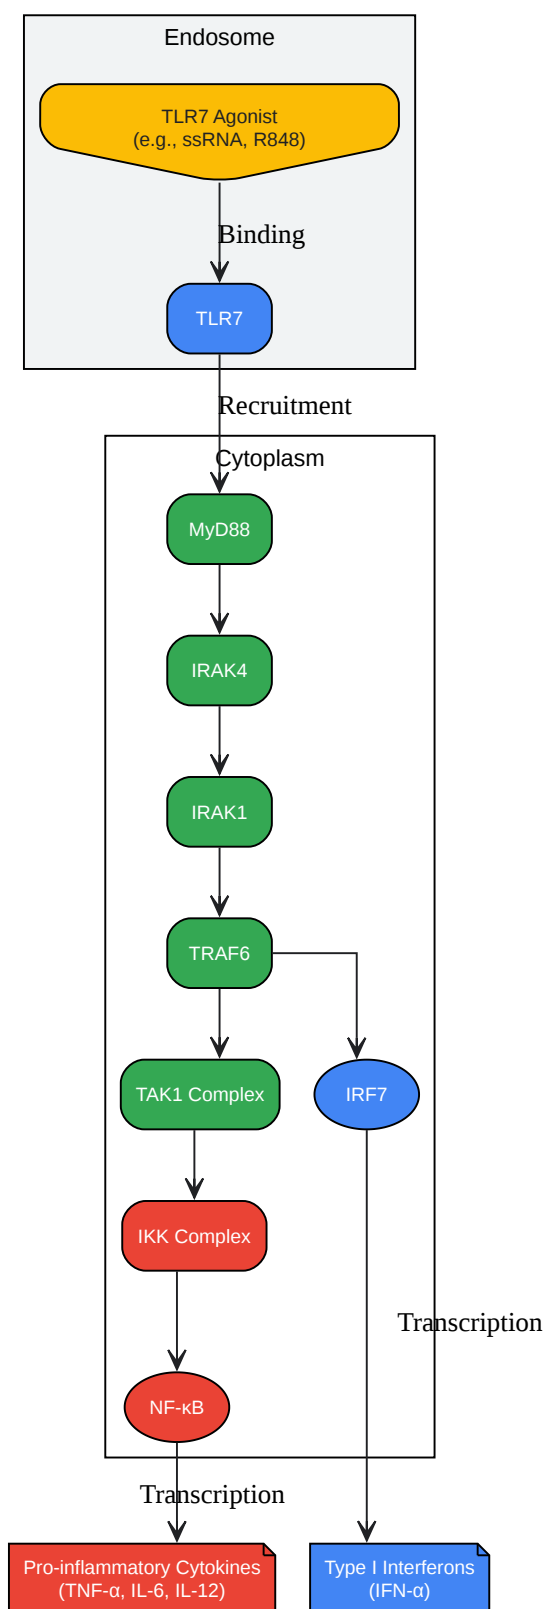 Endosome
TLR7 Agonist
(e.g., ssRNA, R848)
Binding
TLR7
Recruitment
Cytoplasm
MyD88
IRAK4
IRAK1
TRAF6
TAK1 Complex
IRF7
IKK Complex
Transcription
NF-κB
Transcription
Pro-inflammatory Cytokines
(TNF-α, IL-6, IL-12)
Type I Interferons
(IFN-α)